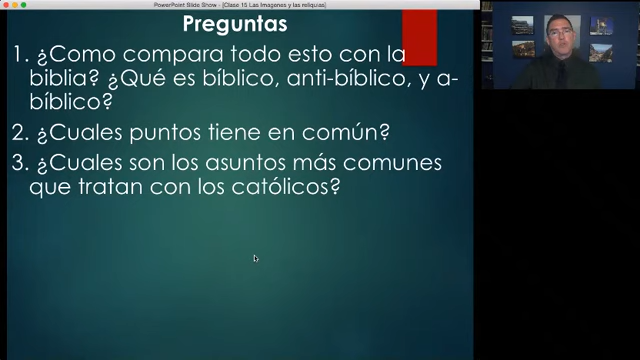 PowerPoint Slide Show - [Clase 15 Las Imagenes y las reliquias]
Preguntas
1. ¿Como compara todo esto con la
biblia? ¿Qué es bíblico, anti-bíblico, y a-
bíblico?
2. ¿Cuales puntos tiene en común?
3. ¿Cuales son los asuntos más comunes
que tratan con los católicos?